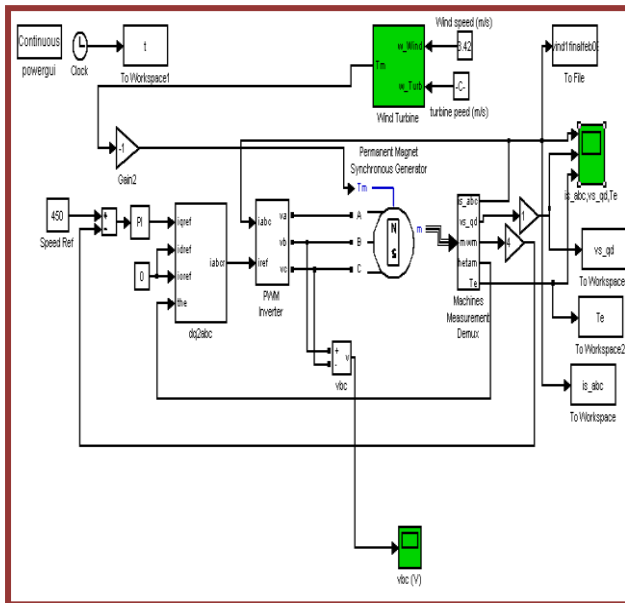 Continuous
powergui
Clock
t
To Workspace1
w_Wind
Tm
w_Turb
Wind Turbine
Wind speed (m/s)
-C-
turbine peed (m/s)
To File
is_abc,vs_qd,Te
-1
Gain2
Permanent Magnet
Synchronous Generator
Tm
450
Speed Ref
+
-
PI
0
iqref
idref
ioref
the
iabcr
dq2abc
iabc
iref
va
vb
vc
PWM
Inverter
A
B
C
N
S
m
is_abc
vs_qd
mwm
hetam
Te
Machines
Measurement
Demux
1
4
vs_qd
To Workspace
Te
To Workspace2
is_abc
To Workspace
+
-
v
vbc
vbc (V)